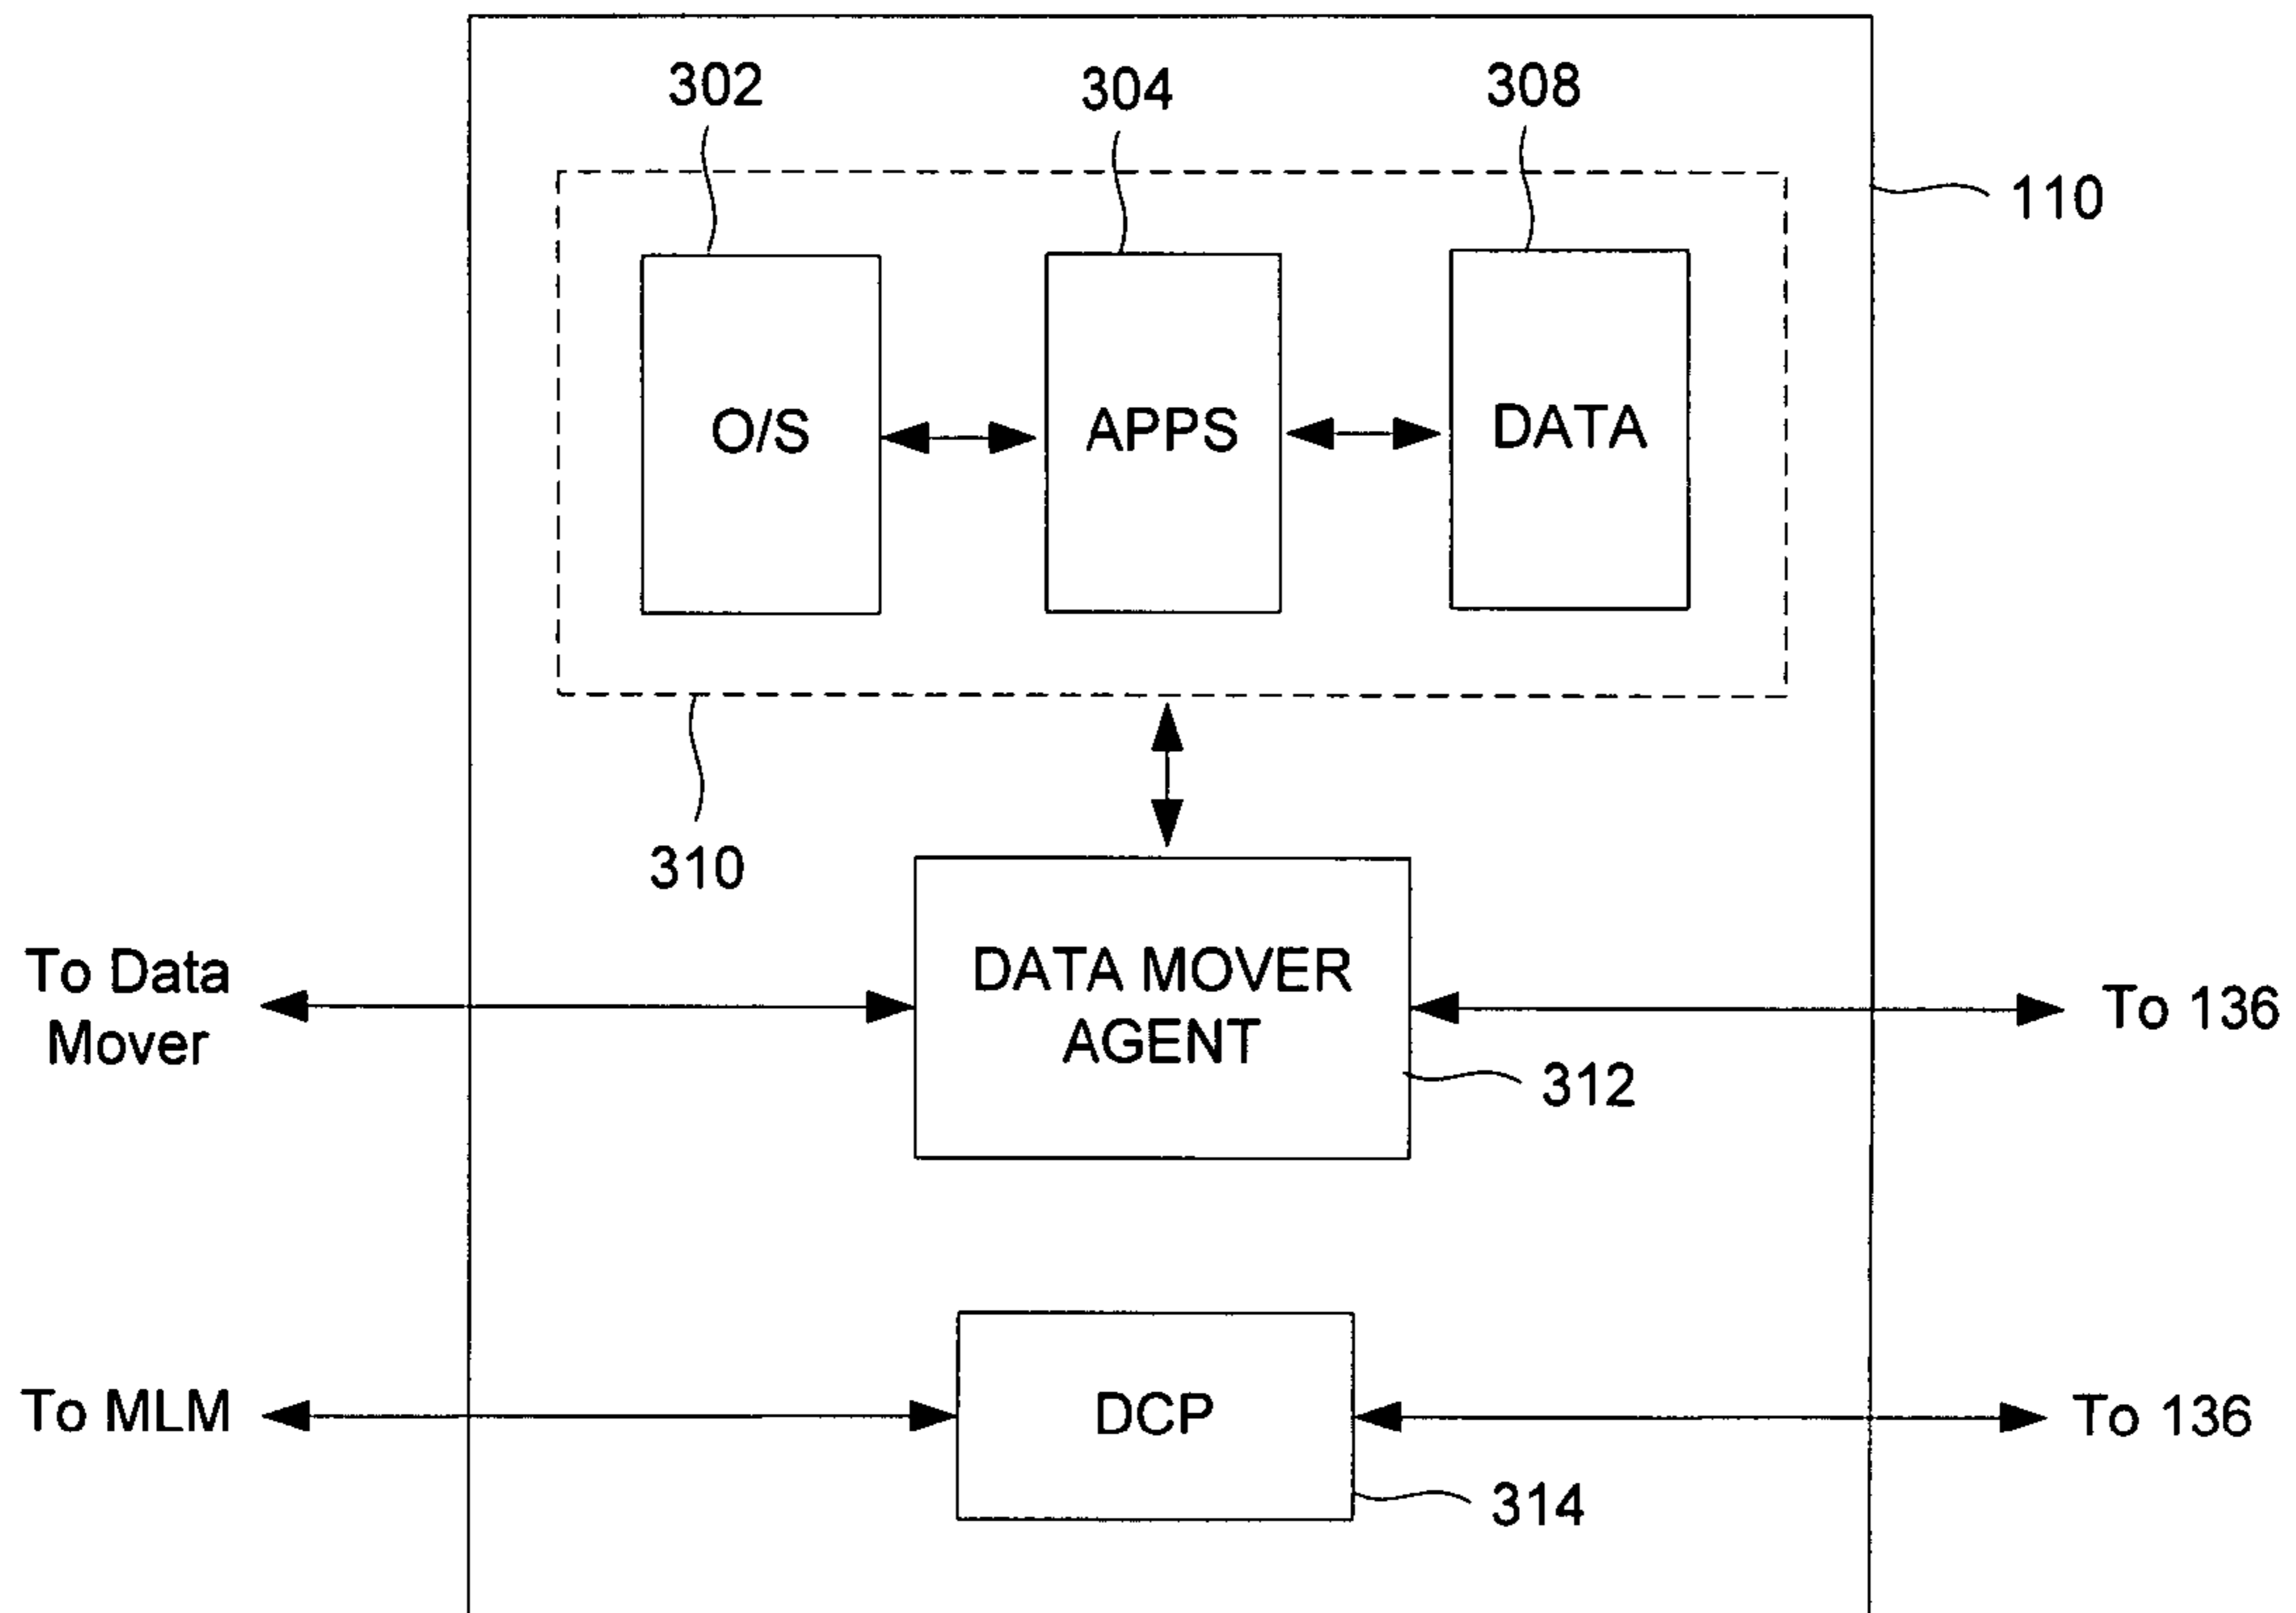 302
304
308
110
O/S
APPS
DATA
310
To Data
Mover
DATA MOVER
AGENT
To 136
312
To MLM
DCP
To 136
314